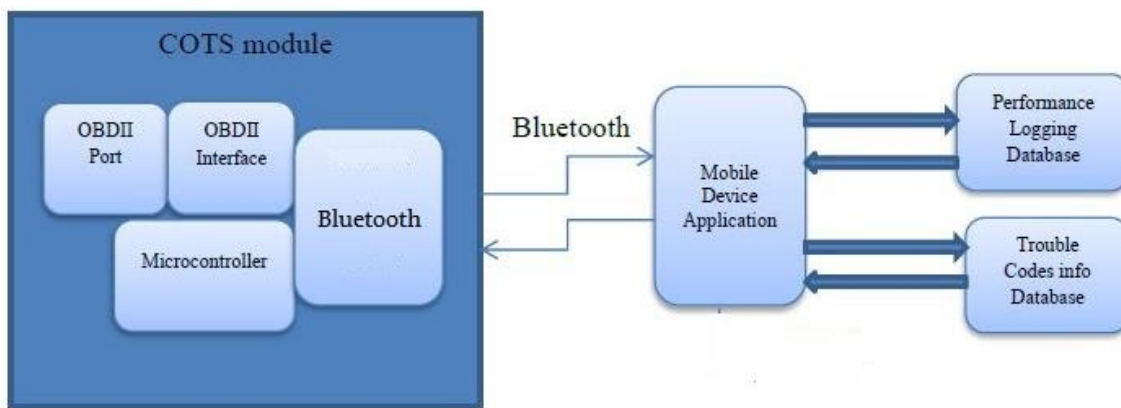 COTS module
OBDII
Port
OBDII
Interface
Bluetooth
Microcontroller
Bluetooth
Mobile
Device
Application
Performance
Logging
Database
Trouble
Codes info
Database